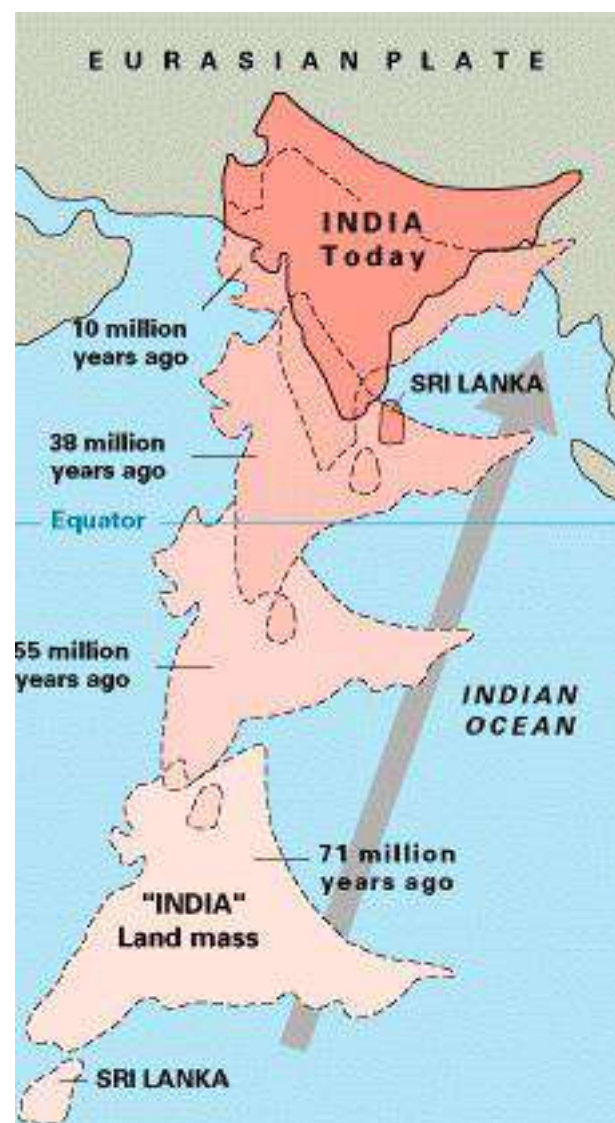 EURASIAN PLATE
INDIA
Today
10 million
years ago
SRI LANKA
38 million
years ago
Equator
55 million
years ago
INDIAN
OCEAN
71 million
years ago
"INDIA"
Land mass
SRI LANKA